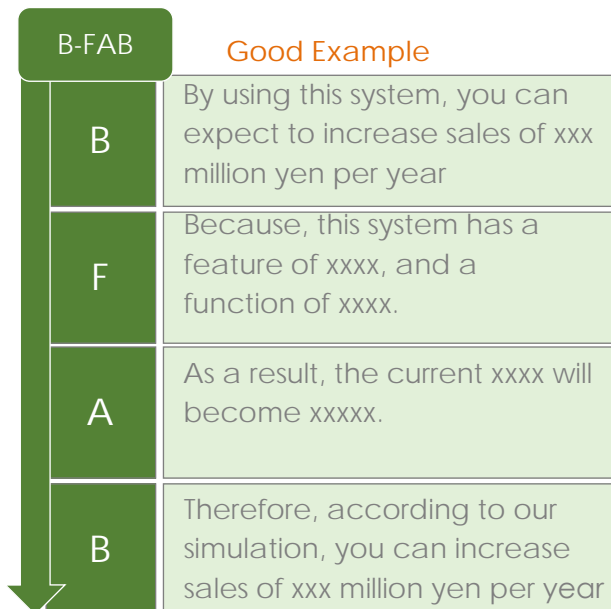 B-FAB
Good Example
B
By using this system, you can
expect to increase sales of xxx
million yen per year
F
Because, this system has a
feature of xxxx, and a
function of xxxx.
A
As a result, the current xxxx will
become xxxxx.
B
Therefore, according to our
simulation, you can increase
sales of xxx million yen per year